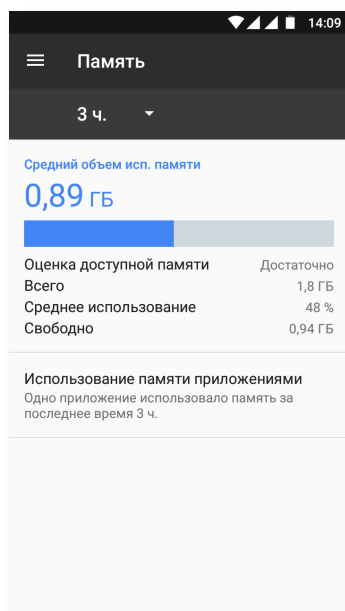 14:09
Память
3 ч.
Средний объем исп. памяти
0,89 ГБ
Оценка доступной памяти Достаточно
Всего 1,8 ГБ
Среднее использование 48 %
Свободно 0,94 ГБ
Использование памяти приложениями
Одно приложение использовало память за
последнее время 3 ч.